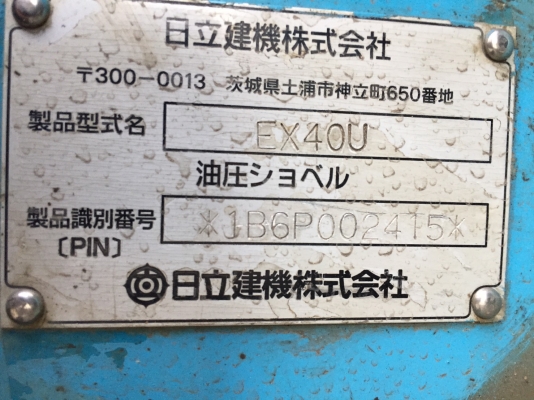 日立建機株式会社
〒300-0013 茨城県土浦市神立町650番地
製品型式名 EX40U
油圧ショベル
製品識別番号 *1B6P002415*
〔PIN〕
日立建機株式会社